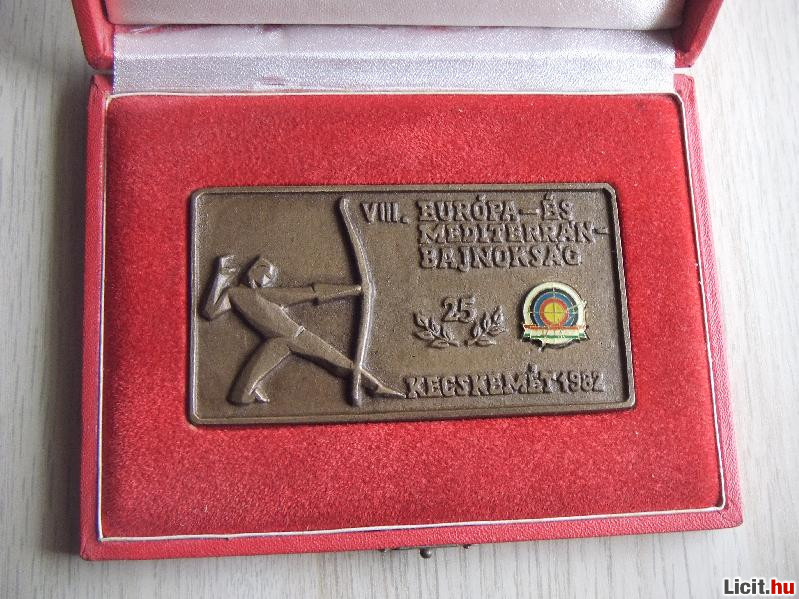 VIII. EURÓPA- ÉS
MEDITERRÁN-
BAJNOKSÁG
25
KECSKEMÉT 1982
Licit.hu